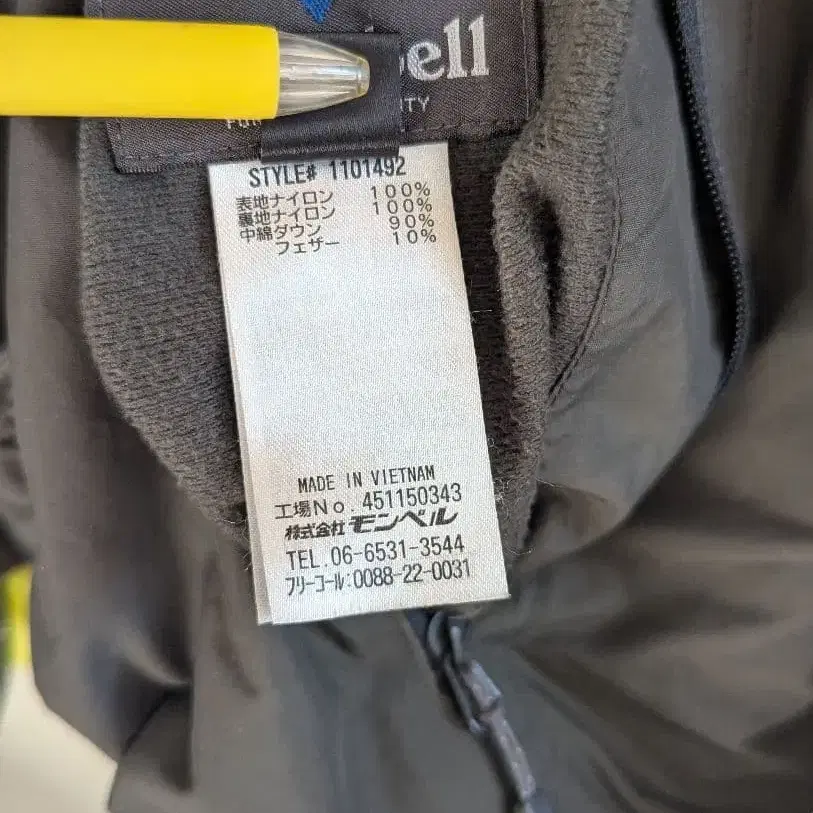 ell
ITY
STYLE# 1101492
表地ナイロン 100%
裏地ナイロン 100%
中綿ダウン 90%
フェザー 10%
MADE IN VIETNAM
工場No. 451150343
株式会社モンベル
TEL.06-6531-3544
フリーコール:0088-22-0031